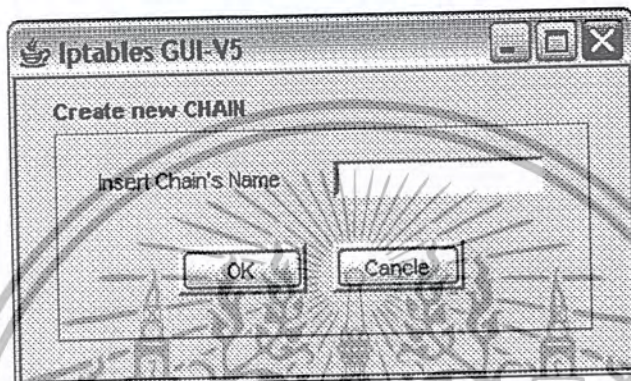 Iptables GUI-V5
Create new CHAIN
Insert Chain's Name
OK
Cancle